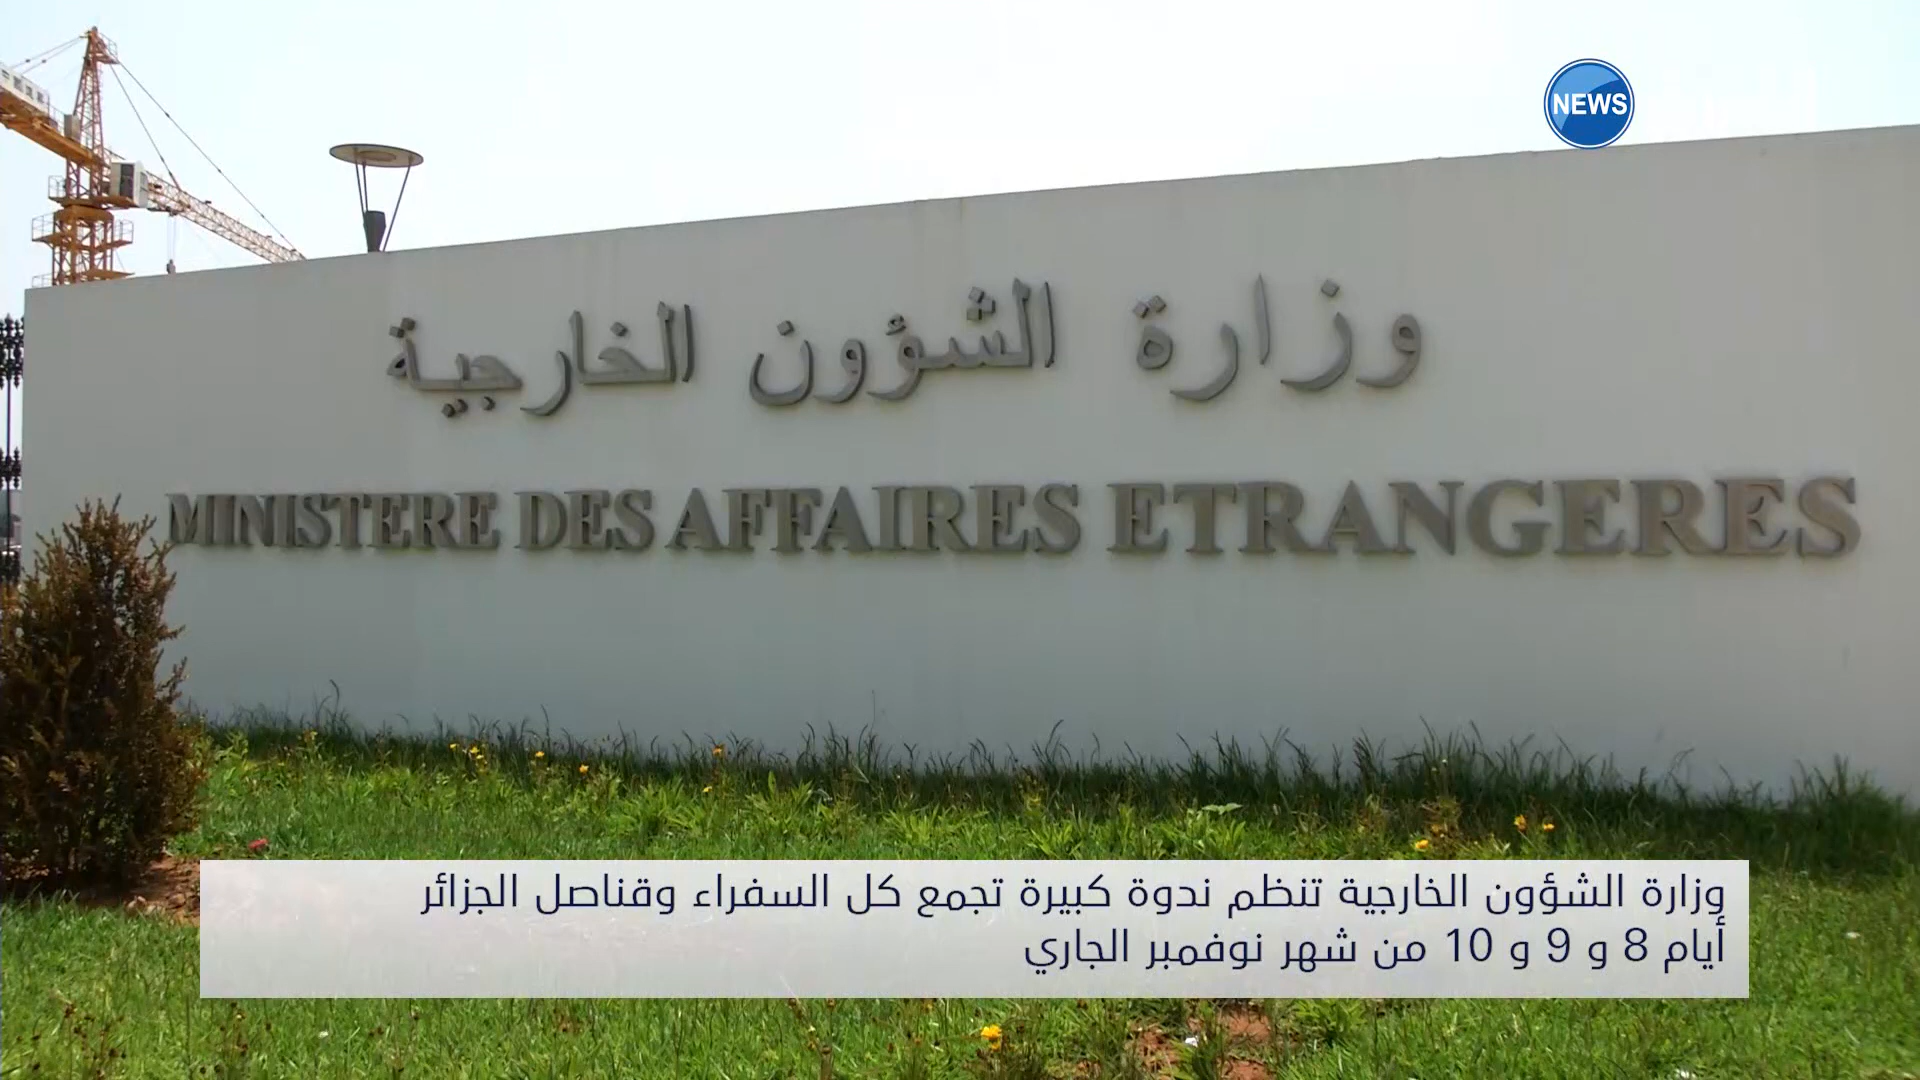 NEWS
وزارة الشؤون الخارجية
MINISTERE DES AFFAIRES ETRANGERES
وزارة الشؤون الخارجية تنظم ندوة كبيرة تجمع كل السفراء وقناصل الجزائر
أيام 8 و 9 و 10 من شهر نوفمبر الجاري